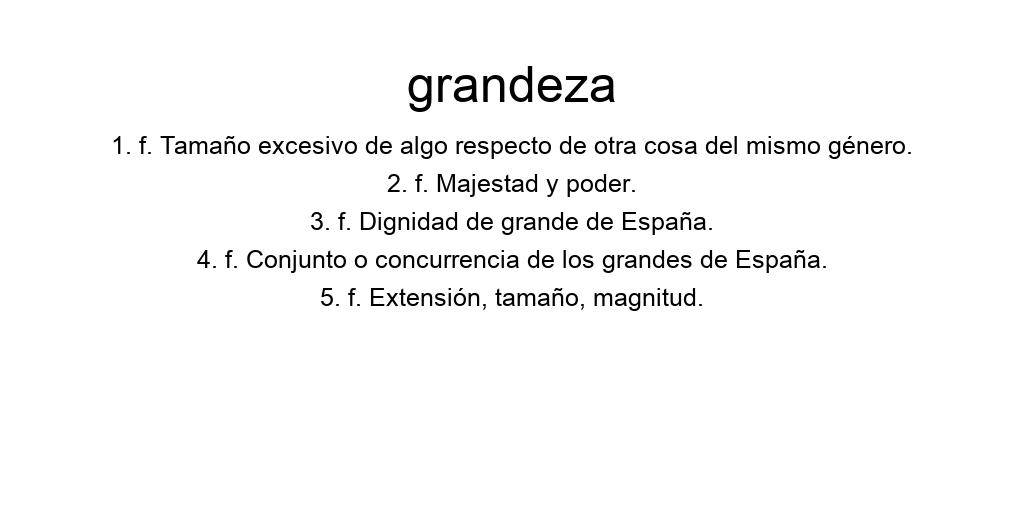 grandeza
1. f. Tamaño excesivo de algo respecto de otra cosa del mismo género.
2. f. Majestad y poder.
3. f. Dignidad de grande de España.
4. f. Conjunto o concurrencia de los grandes de España.
5. f. Extensión, tamaño, magnitud.